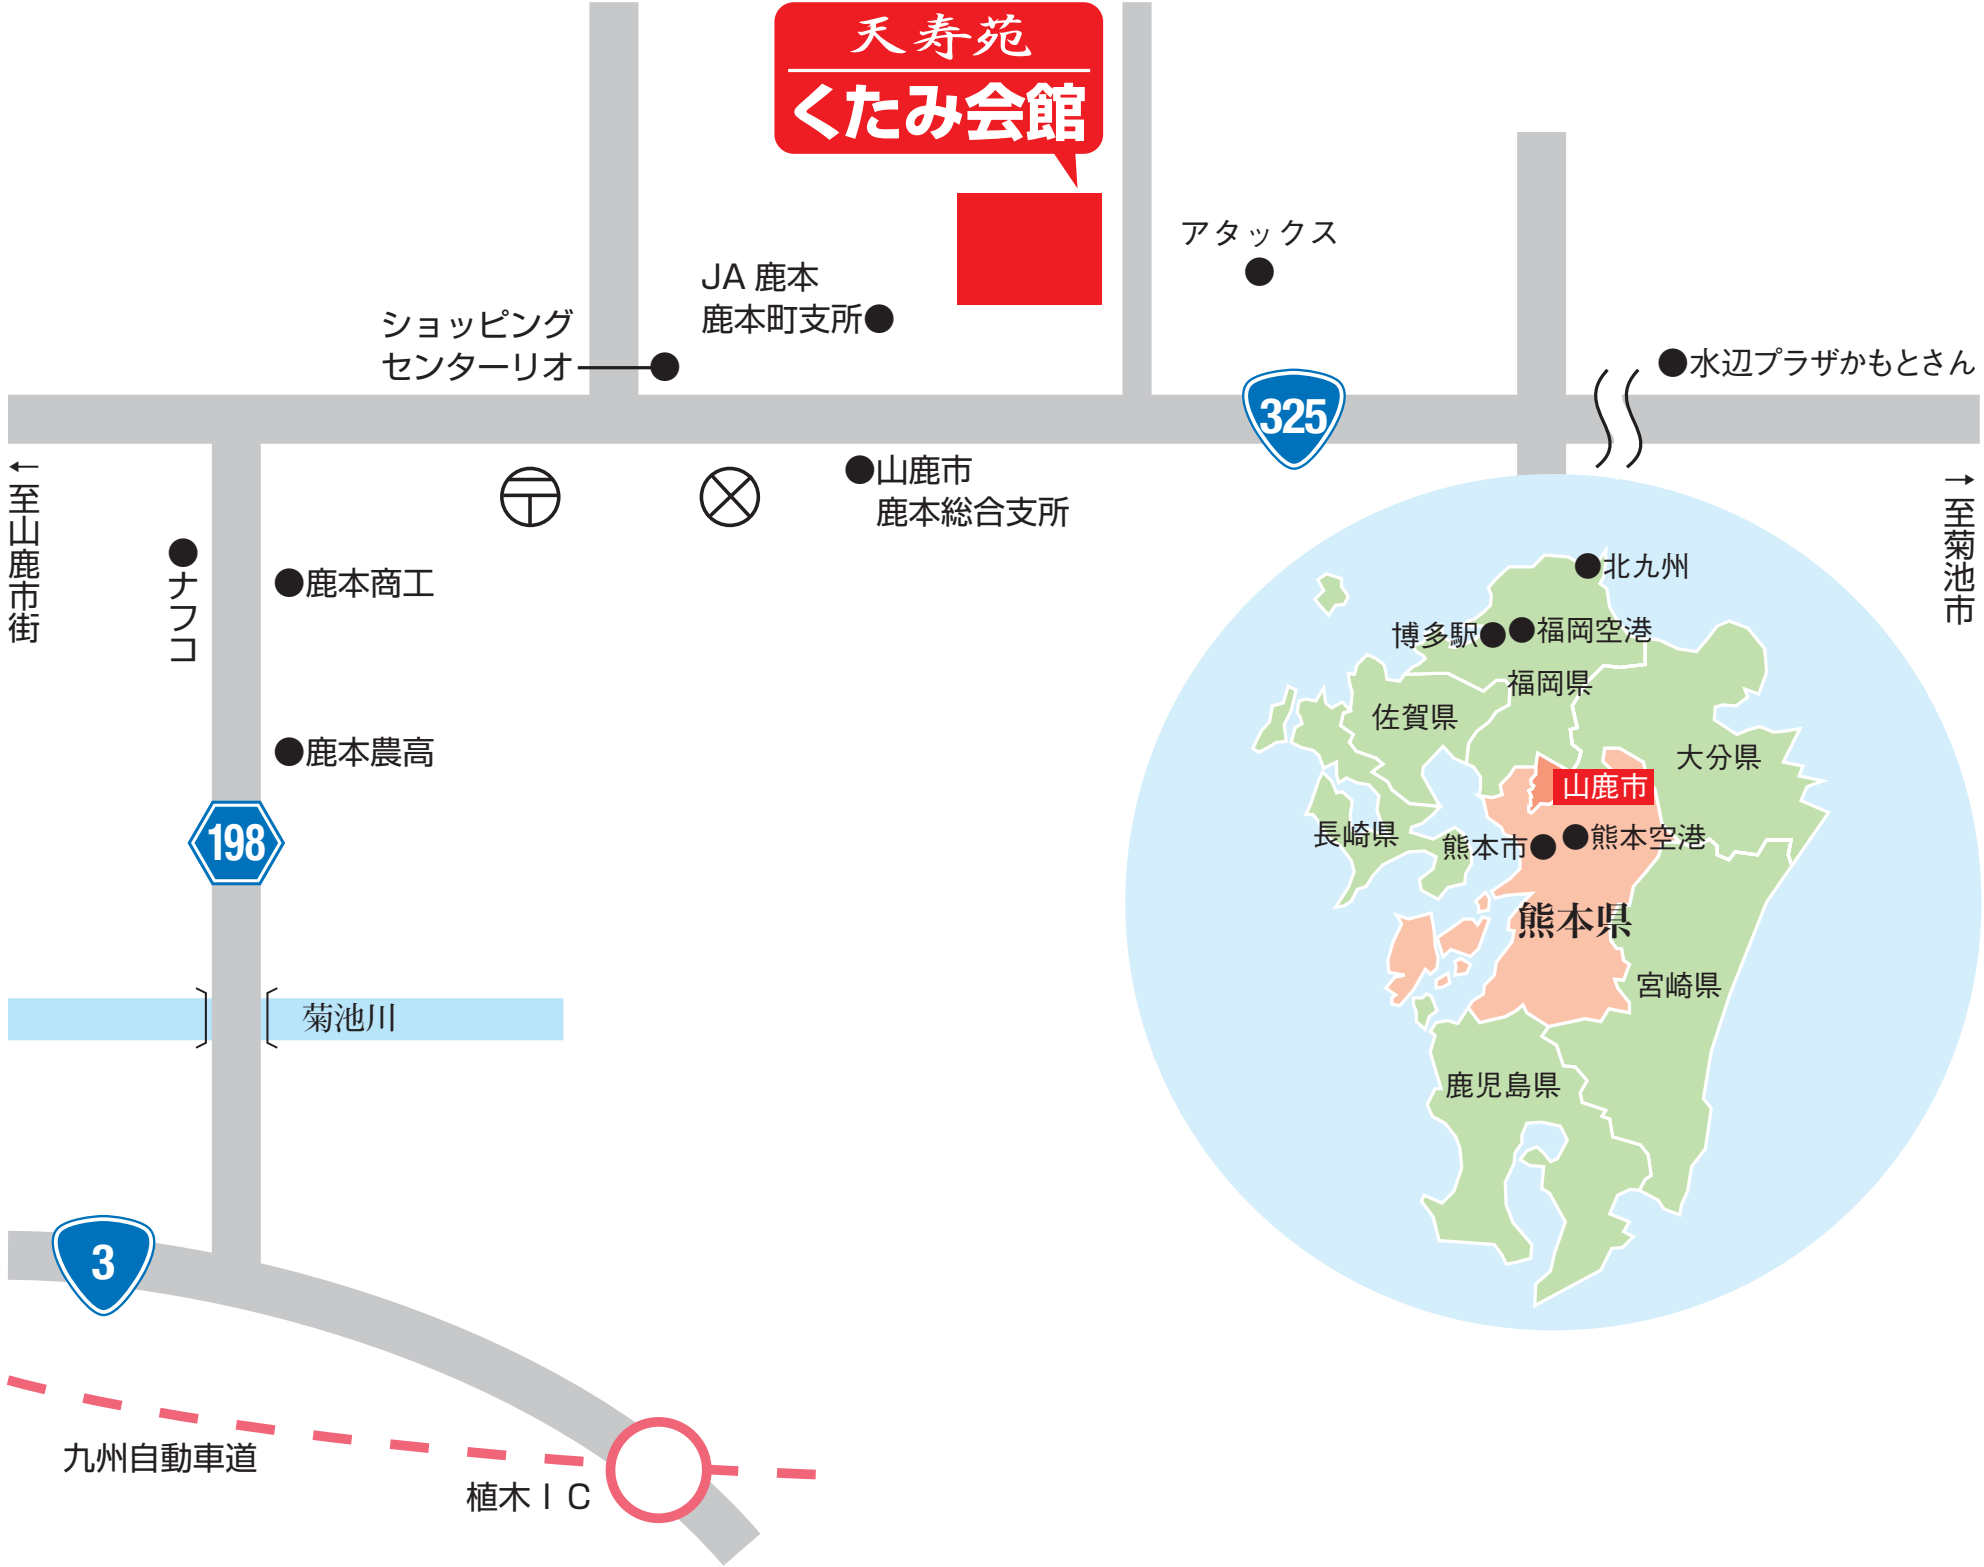 天寿苑
くたみ会館
アタックス
JA 鹿本
鹿本町支所
ショッピング
センターリオ
水辺プラザかもとさん
325
←至山鹿市街
山鹿市
鹿本総合支所
→至菊池市
ナフコ
鹿本商工
鹿本農高
198
菊池川
3
九州自動車道
植木IC
北九州
博多駅
福岡空港
福岡県
佐賀県
大分県
山鹿市
長崎県
熊本市
熊本空港
熊本県
宮崎県
鹿児島県